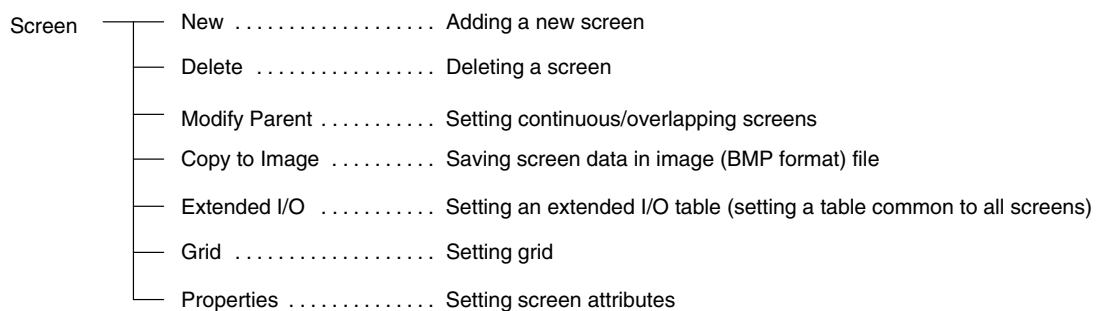 Screen
New . . . . . . . . . . . . . . . . . . . Adding a new screen
Delete . . . . . . . . . . . . . . . . . Deleting a screen
Modify Parent . . . . . . . . . . . Setting continuous/overlapping screens
Copy to Image . . . . . . . . . . Saving screen data in image (BMP format) file
Extended I/O . . . . . . . . . . . Setting an extended I/O table (setting a table common to all screens)
Grid . . . . . . . . . . . . . . . . . . . Setting grid
Properties . . . . . . . . . . . . . . Setting screen attributes